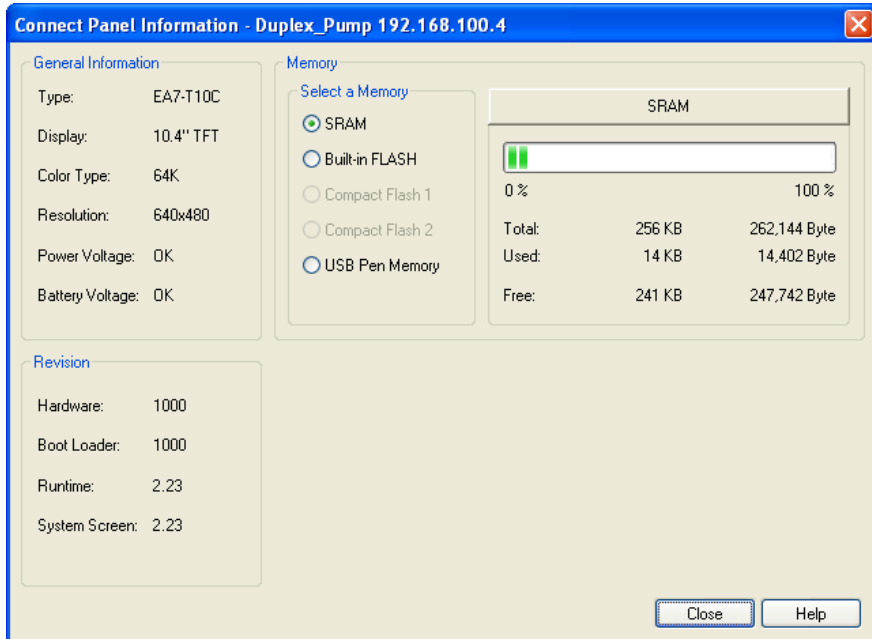 Connect Panel Information - Duplex_Pump 192.168.100.4
General Information
Type: EA7-T10C
Display: 10.4" TFT
Color Type: 64K
Resolution: 640x480
Power Voltage: OK
Battery Voltage: OK
Memory
Select a Memory
SRAM
Built-in FLASH
Compact Flash 1
Compact Flash 2
USB Pen Memory
SRAM
0 % 100 %
Total: 256 KB 262,144 Byte
Used: 14 KB 14,402 Byte
Free: 241 KB 247,742 Byte
Revision
Hardware: 1000
Boot Loader: 1000
Runtime: 2.23
System Screen: 2.23
Close Help